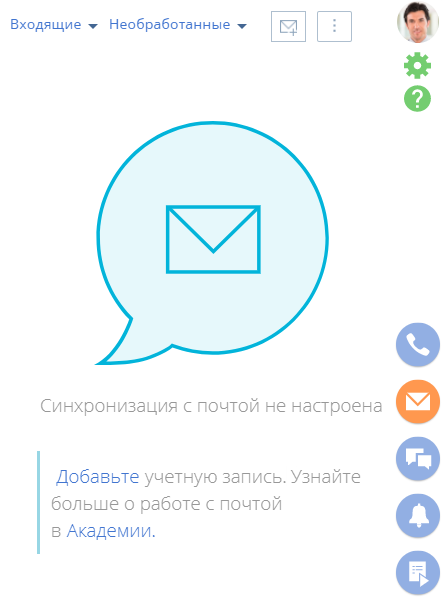 Входящие Необработанные
Синхронизация с почтой не настроена
Добавьте учетную запись. Узнайте
больше о работе с почтой
в Академии.